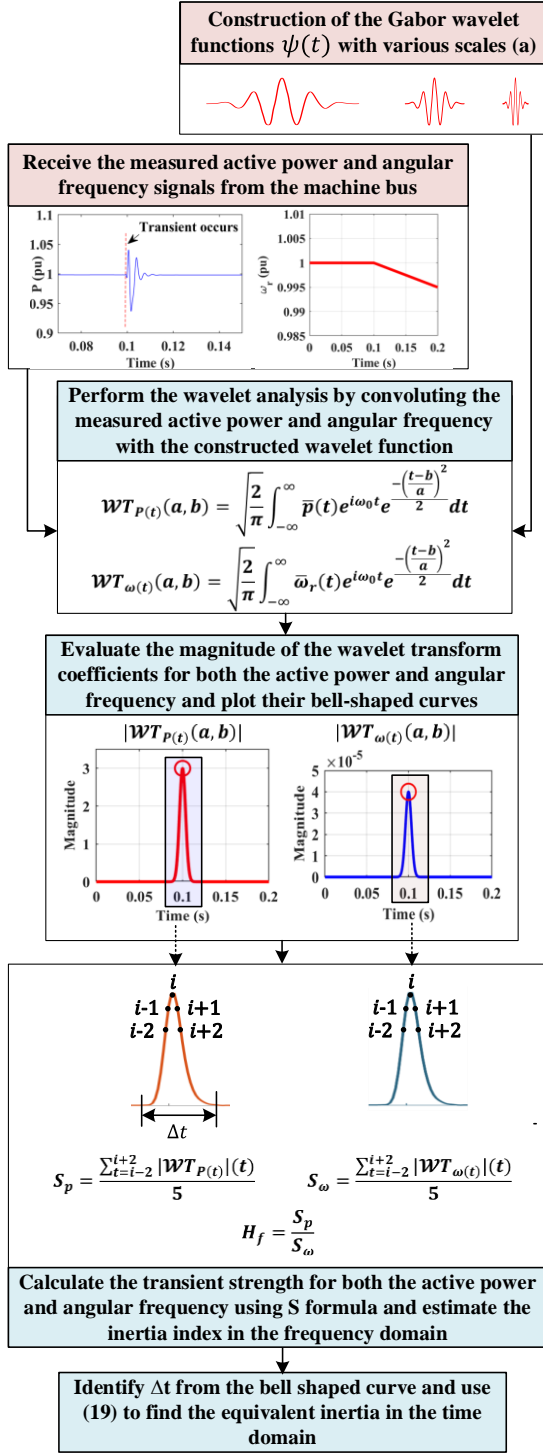 Construction of the Gabor wavelet
functions ψ(t) with various scales (a)
Receive the measured active power and angular
frequency signals from the machine bus
1.1
1.05
1
0.95
0.9
P (pu)
Transient occurs
0.08 0.1 0.12 0.14
Time (s)
1.01
1.005
1
0.995
0.99
0.985
ω_r (pu)
0 0.05 0.1 0.15 0.2
Time (s)
Perform the wavelet analysis by convoluting the
measured active power and angular frequency
with the constructed wavelet function
𝒲T_{P(t)}(a, b) = √(2/π) ∫_{-∞}^{∞} p̅(t)e^{iω₀t}e^{-((t-b)/a)²/2}dt
𝒲T_{ω(t)}(a, b) = √(2/π) ∫_{-∞}^{∞} ω̅_r(t)e^{iω₀t}e^{-((t-b)/a)²/2}dt
Evaluate the magnitude of the wavelet transform
coefficients for both the active power and angular
frequency and plot their bell-shaped curves
|𝒲T_{P(t)}(a, b)|
3
2
1
0
Magnitude
0 0.05 0.1 0.15 0.2
Time (s)
|𝒲T_{ω(t)}(a, b)|
×10⁻⁵
5
4
3
2
1
0
Magnitude
0 0.05 0.1 0.15 0.2
Time (s)
i
i-1 i+1
i-2 i+2
Δt
i
i-1 i+1
i-2 i+2
S_p = ∑_{t=i-2}^{i+2} |𝒲T_{P(t)}|(t) / 5
S_ω = ∑_{t=i-2}^{i+2} |𝒲T_{ω(t)}|(t) / 5
H_f = S_p / S_ω
Calculate the transient strength for both the active power
and angular frequency using S formula and estimate the
inertia index in the frequency domain
Identify Δt from the bell shaped curve and use
(19) to find the equivalent inertia in the time
domain